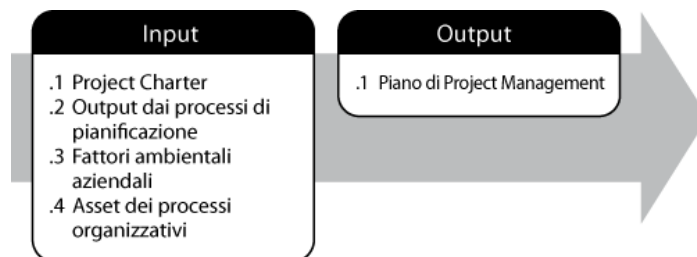 Input
.1 Project Charter
.2 Output dai processi di
pianificazione
.3 Fattori ambientali
aziendali
.4 Asset dei processi
organizzativi
Output
.1 Piano di Project Management